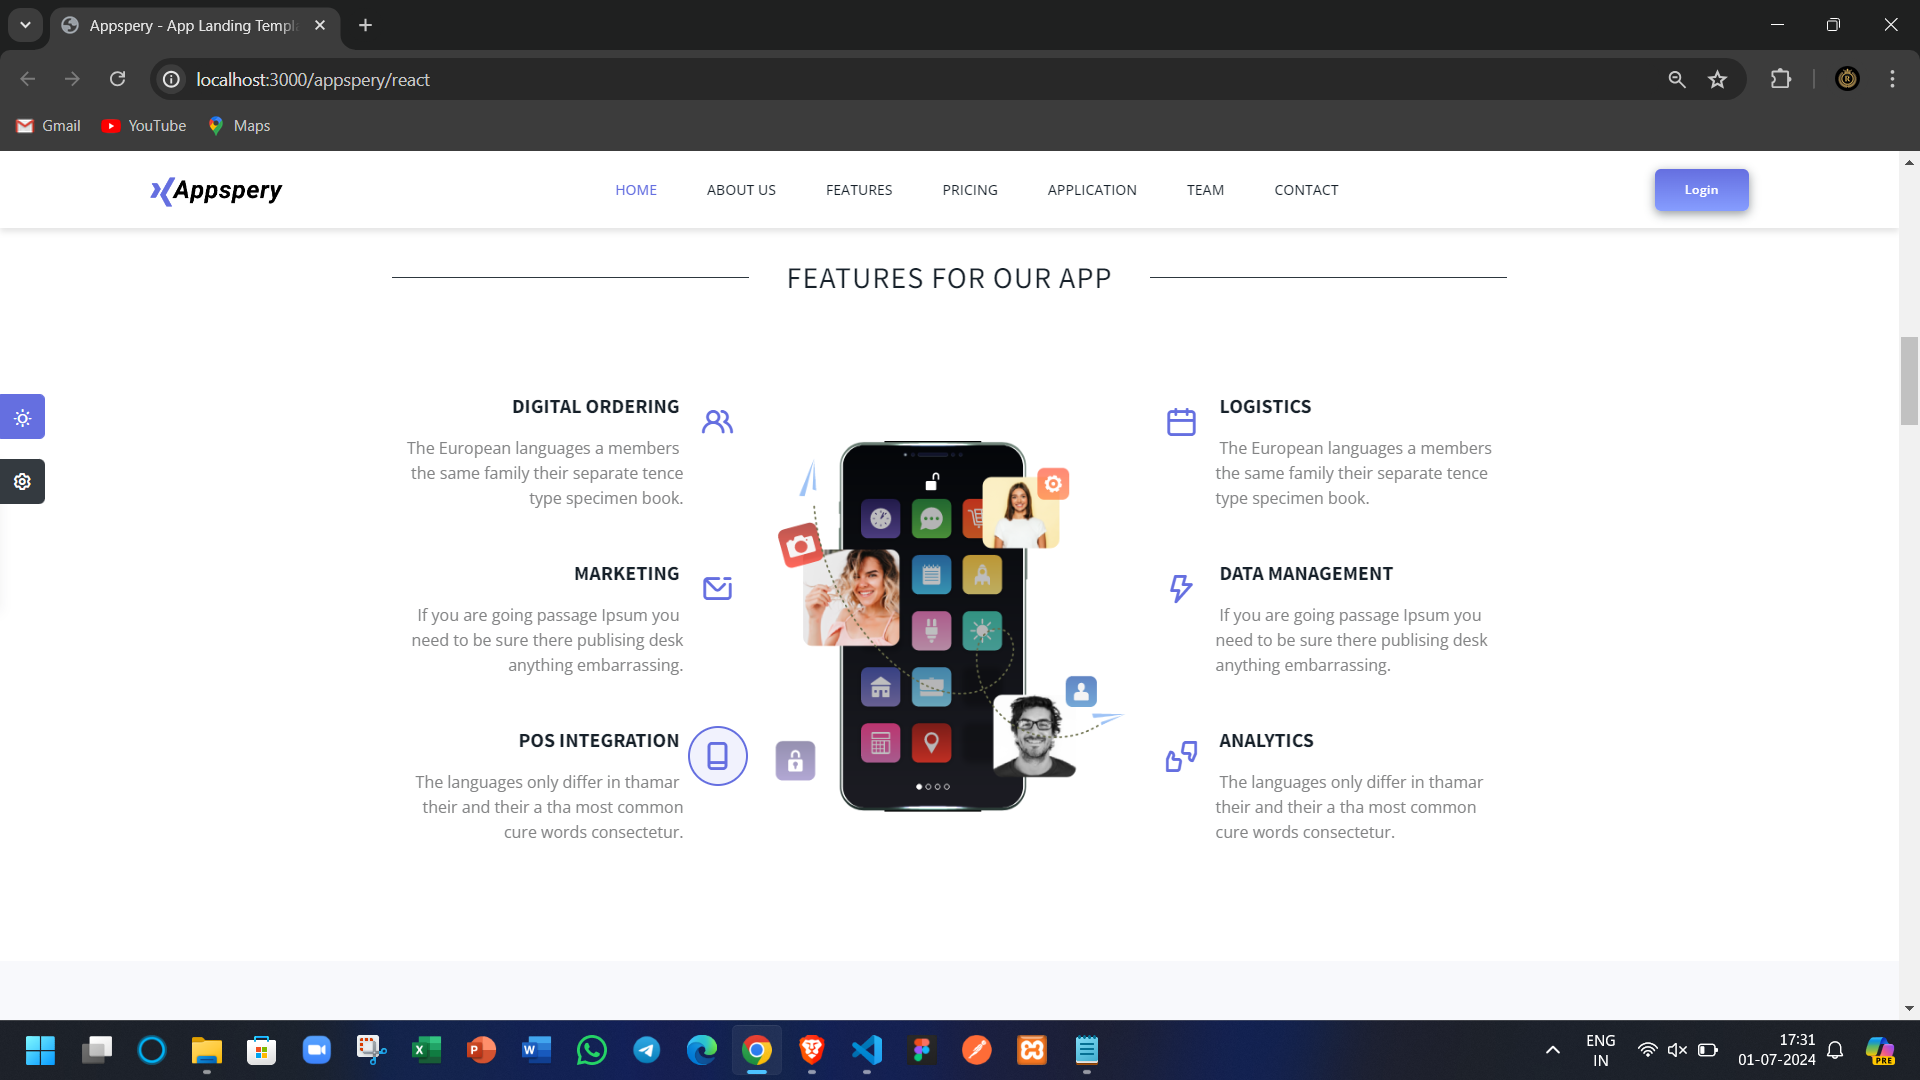 Appspery - App Landing Templa
localhost:3000/appspery/react
Gmail
YouTube
Maps
Appspery
HOME
ABOUT US
FEATURES
PRICING
APPLICATION
TEAM
CONTACT
Login
FEATURES FOR OUR APP
DIGITAL ORDERING
The European languages a members
the same family their separate tence
type specimen book.
MARKETING
If you are going passage Ipsum you
need to be sure there publising desk
anything embarrassing.
POS INTEGRATION
The languages only differ in thamar
their and their a tha most common
cure words consectetur.
LOGISTICS
The European languages a members
the same family their separate tence
type specimen book.
DATA MANAGEMENT
If you are going passage Ipsum you
need to be sure there publising desk
anything embarrassing.
ANALYTICS
The languages only differ in thamar
their and their a tha most common
cure words consectetur.
ENG
IN
17:31
01-07-2024
PRE